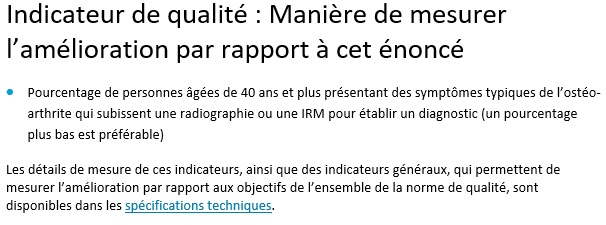 Indicateur de qualité : Manière de mesurer
l’amélioration par rapport à cet énoncé
• Pourcentage de personnes âgées de 40 ans et plus présentant des symptômes typiques de l’ostéo-
arthrite qui subissent une radiographie ou une IRM pour établir un diagnostic (un pourcentage
plus bas est préférable)
Les détails de mesure de ces indicateurs, ainsi que des indicateurs généraux, qui permettent de
mesurer l’amélioration par rapport aux objectifs de l’ensemble de la norme de qualité, sont
disponibles dans les spécifications techniques.